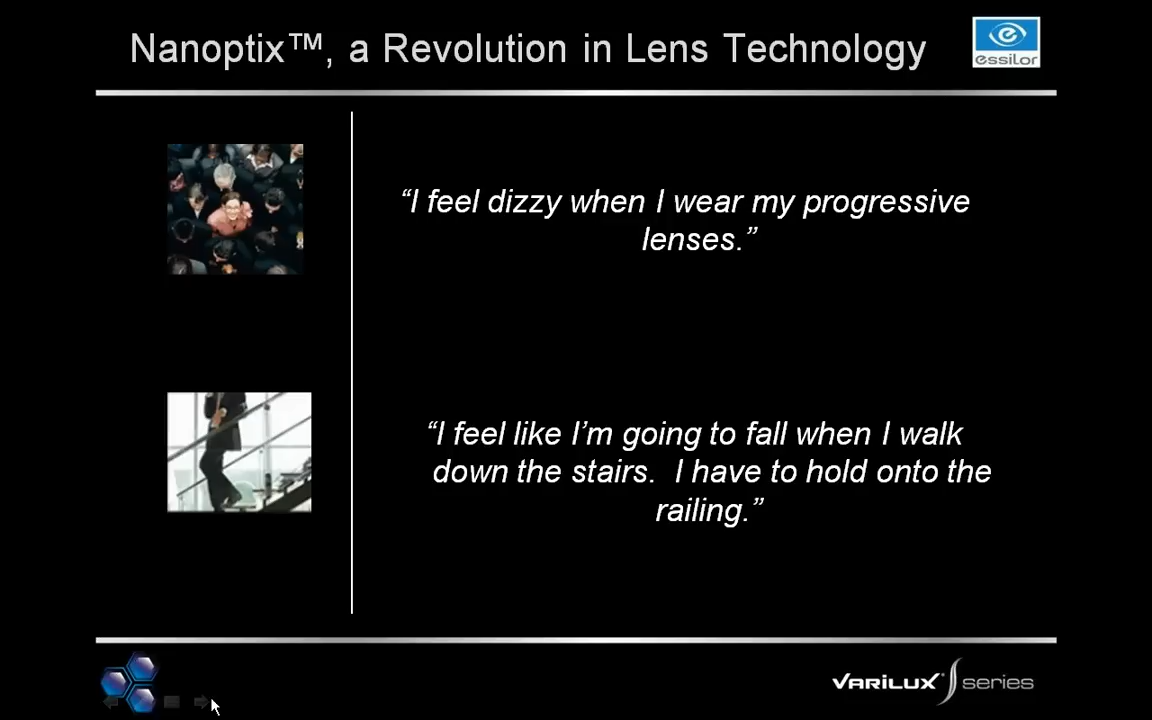 Nanoptix™, a Revolution in Lens Technology
essilor
“I feel dizzy when I wear my progressive
lenses.”
“I feel like I’m going to fall when I walk
down the stairs.  I have to hold onto the
railing.”
VARILUX® S series